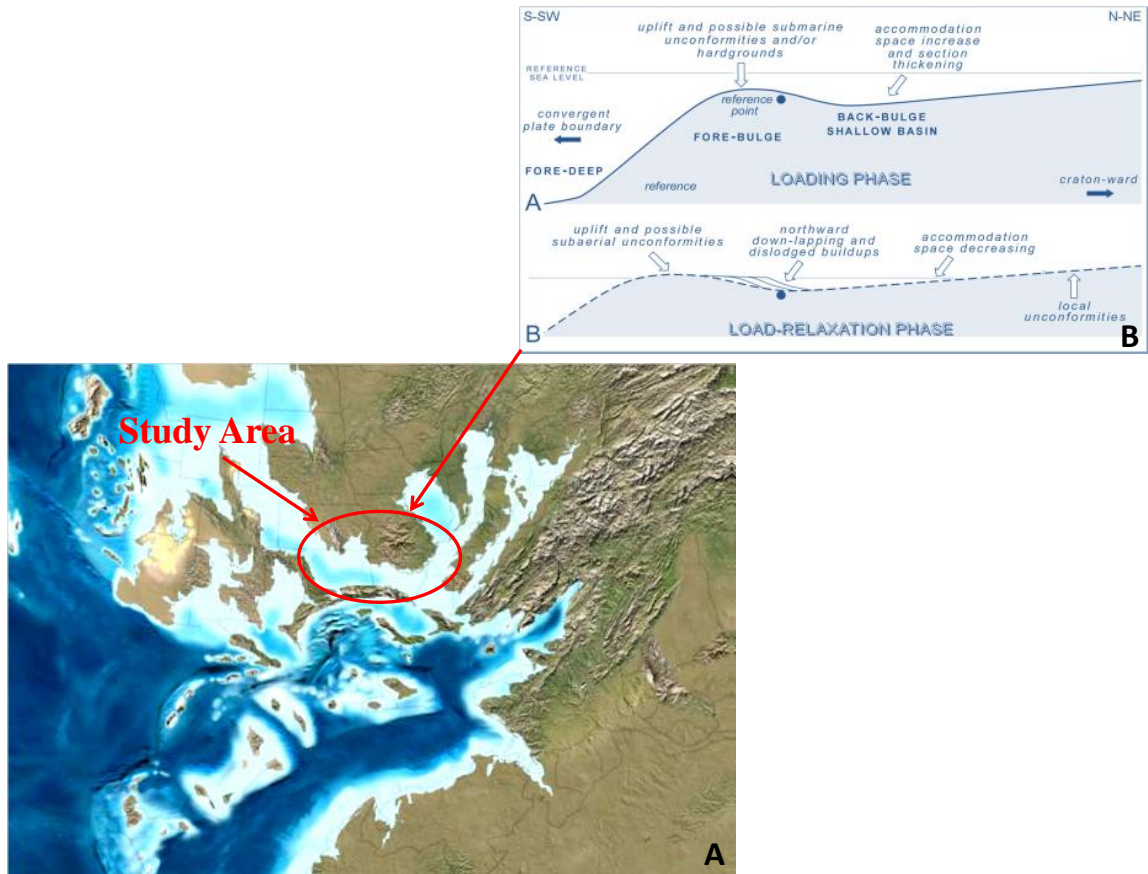 S-SW
N-NE
uplift and possible submarine
unconformities and/or
hardgrounds
accommodation
space increase
and section
thickening
REFERENCE
SEA LEVEL
reference
point
convergent
plate boundary
BACK-BULGE
SHALLOW BASIN
FORE-BULGE
FORE-DEEP
LOADING PHASE
reference
craton-ward
A
uplift and possible
subaerial unconformities
northward
down-lapping and
dislodged buildups
accommodation
space decreasing
local
unconformities
B
LOAD-RELAXATION PHASE
B
Study Area
A